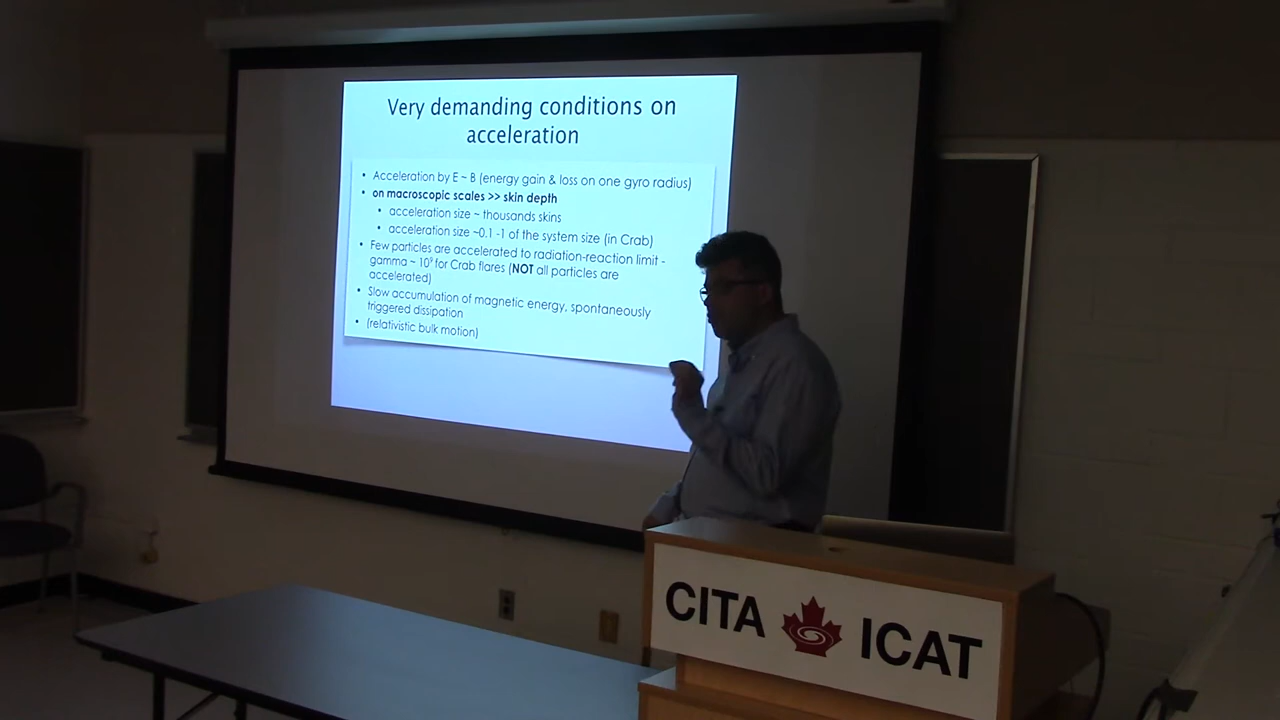 Very demanding conditions on
acceleration
• Acceleration by E ~ B (energy gain & loss on one gyro radius)
• on macroscopic scales >> skin depth
• acceleration size ~ thousands skins
• acceleration size ~0.1 -1 of the system size (in Crab)
• Few particles are accelerated to radiation-reaction limit -
gamma ~ 10⁹ for Crab flares (NOT all particles are
accelerated)
• Slow accumulation of magnetic energy, spontaneously
triggered dissipation
• (relativistic bulk motion)
CITA ICAT